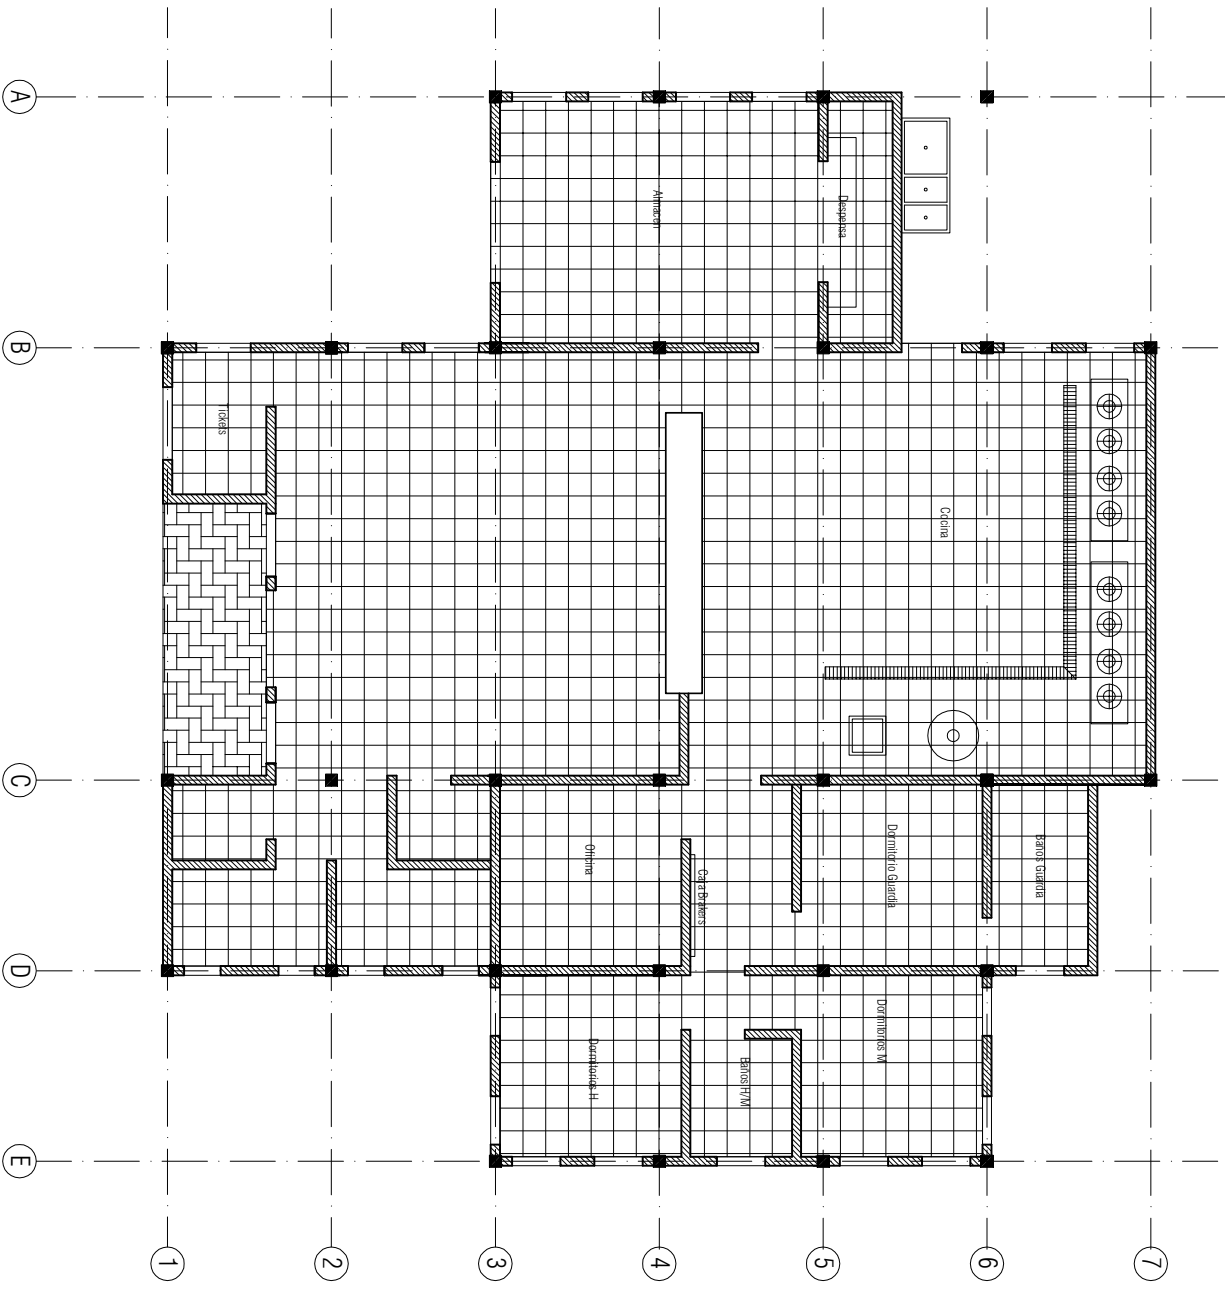 A
B
C
D
E
1
2
3
4
5
6
7
Almacen
Despensa
Tickets
Cocina
Oficina
Caja Brakers
Dormitorio Guardia
Baños Guardia
Dormitorios H
Baños H/M
Dormitorios M